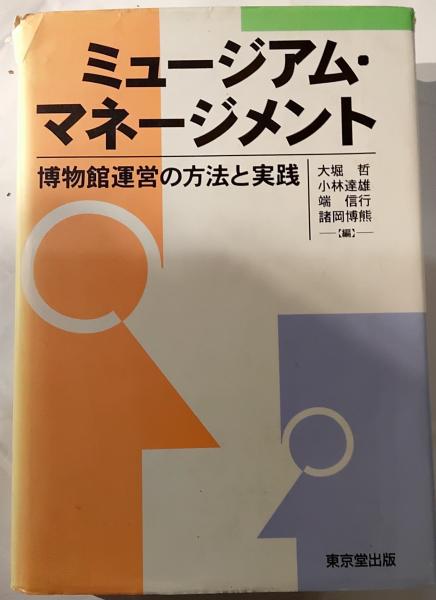 ミュージアム・
マネージメント
博物館運営の方法と実践
大堀 哲
小林達雄
端 信行
諸岡博熊
【編】
東京堂出版